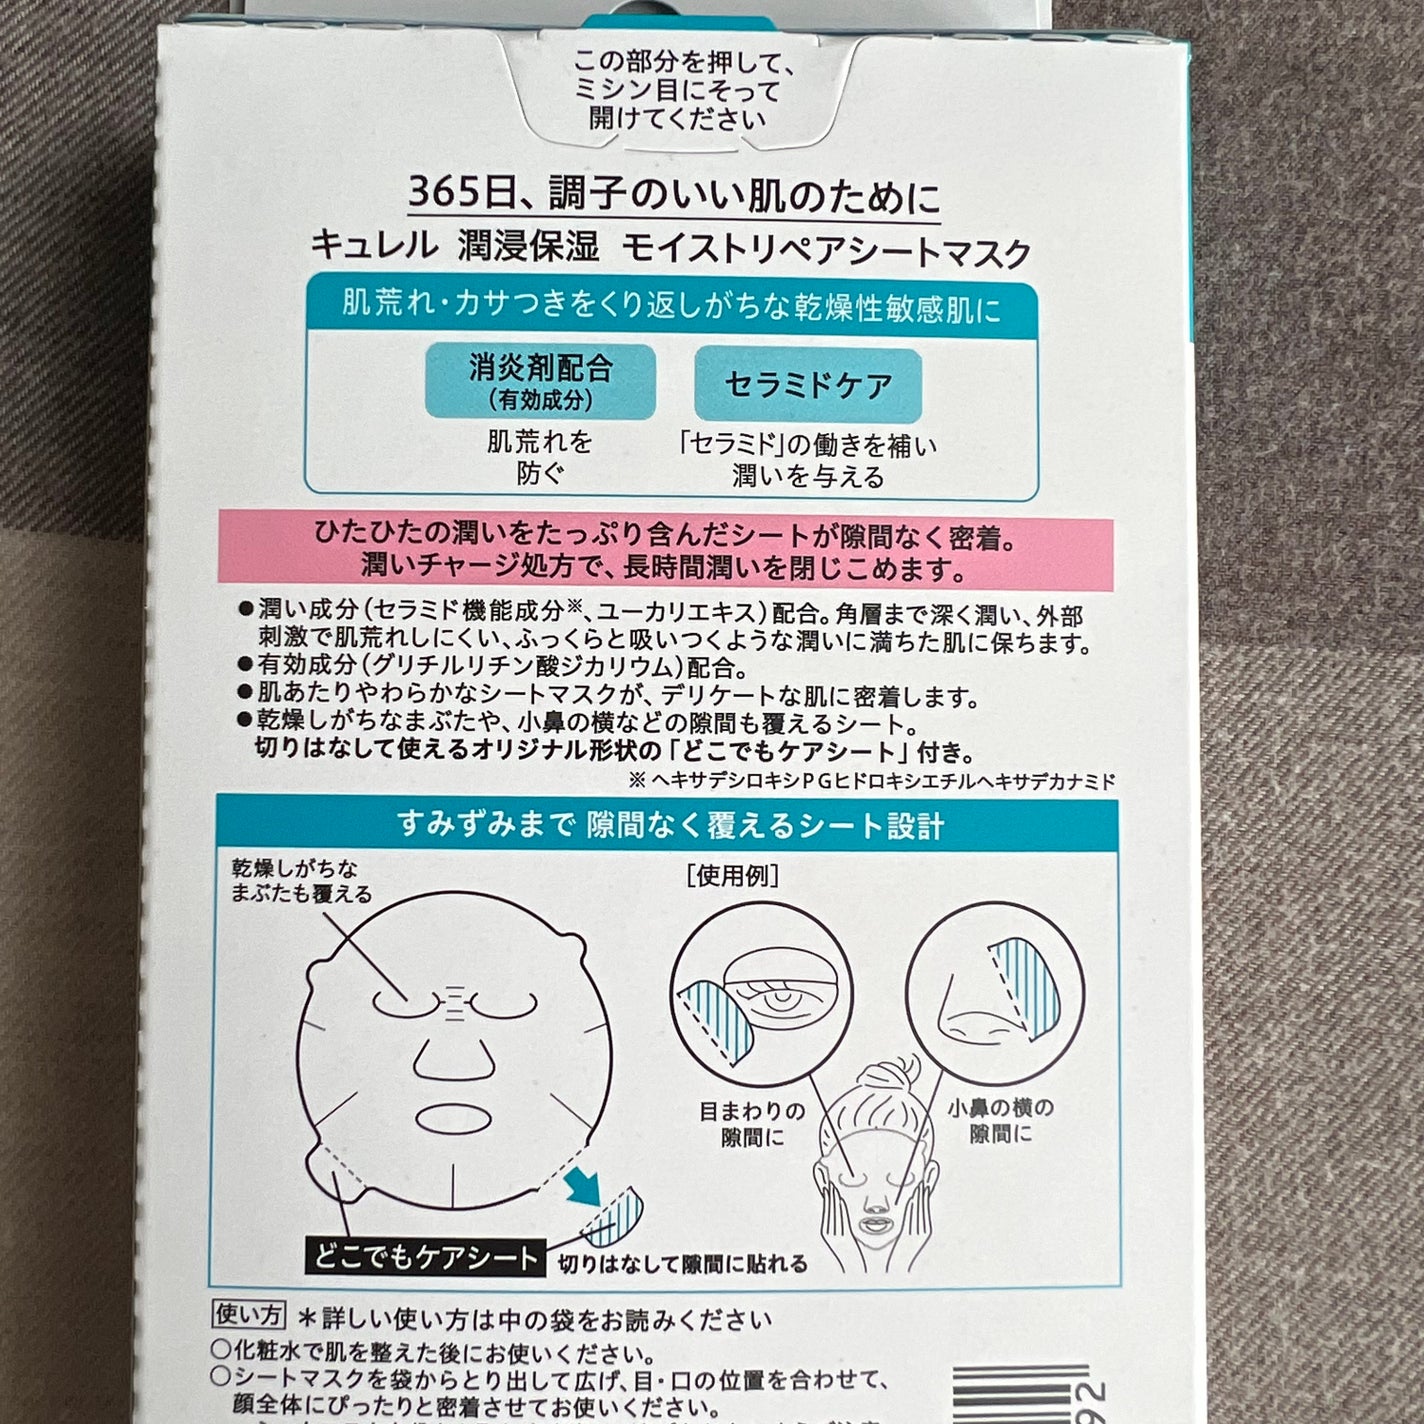 この部分を押して、
ミシン目にそって
開けてください
365日、調子のいい肌のために
キュレル 潤浸保湿 モイストリペアシートマスク
肌荒れ・カサつきをくり返しがちな乾燥性敏感肌に
消炎剤配合
(有効成分)
肌荒れを
防ぐ
セラミドケア
「セラミド」の働きを補い
潤いを与える
ひたひたの潤いをたっぷり含んだシートが隙間なく密着。
潤いチャージ処方で、長時間潤いを閉じこめます。
●潤い成分(セラミド機能成分※、ユーカリエキス)配合。角層まで深く潤い、外部
刺激で肌荒れしにくい、ふっくらと吸いつくような潤いに満ちた肌に保ちます。
●有効成分(グリチルリチン酸ジカリウム)配合。
●肌あたりやわらかなシートマスクが、デリケートな肌に密着します。
●乾燥しがちなまぶたや、小鼻の横などの隙間も覆えるシート。
切りはなして使えるオリジナル形状の「どこでもケアシート」付き。
※ヘキサデシロキシPGヒドロキシエチルヘキサデカナミド
すみずみまで 隙間なく覆えるシート設計
乾燥しがちな
まぶたも覆える
[使用例]
目まわりの
隙間に
小鼻の横の
隙間に
どこでもケアシート
切りはなして隙間に貼れる
使い方 *詳しい使い方は中の袋をお読みください
○化粧水で肌を整えた後にお使いください。
○シートマスクを袋からとり出して広げ、目・口の位置を合わせて、
顔全体にぴったりと密着させてお使いください。
92